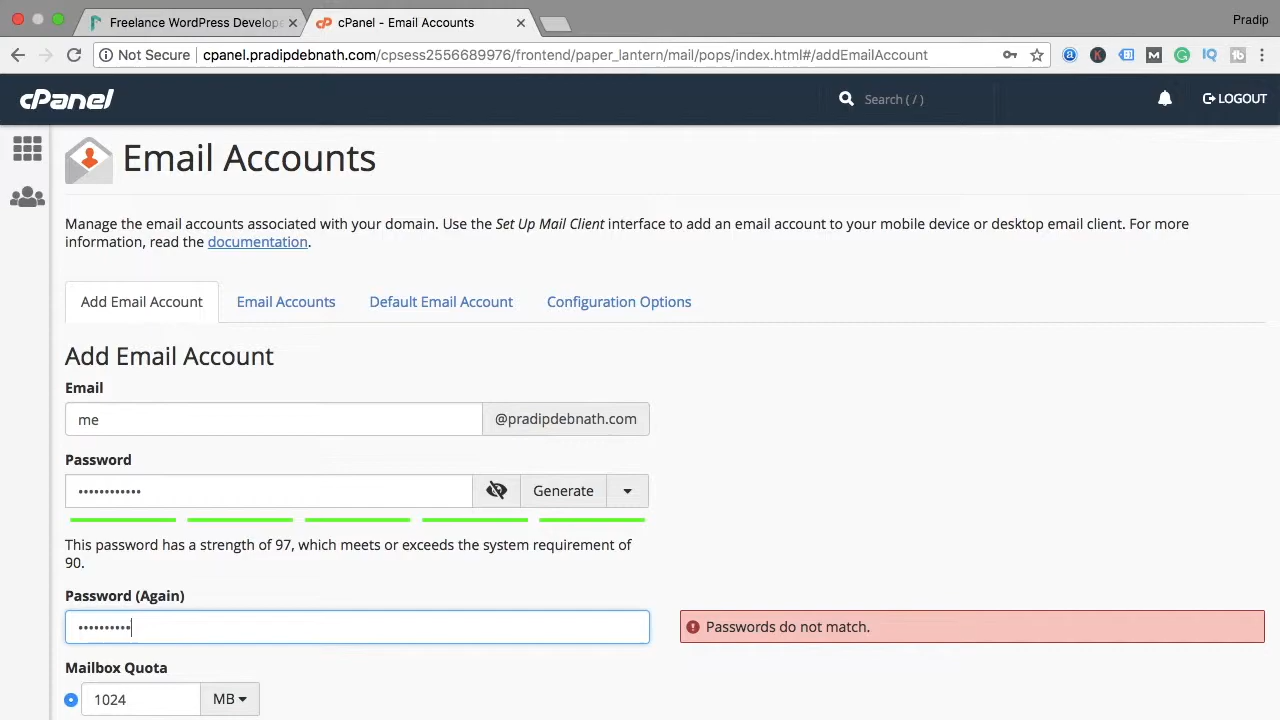 Freelance WordPress Develope
cPanel - Email Accounts
Pradip
Not Secure cpanel.pradipdebnath.com/cpsess2556689976/frontend/paper_lantern/mail/pops/index.html#/addEmailAccount
cPanel
Search ( / )
LOGOUT
Email Accounts
Manage the email accounts associated with your domain. Use the Set Up Mail Client interface to add an email account to your mobile device or desktop email client. For more
information, read the documentation.
Add Email Account Email Accounts Default Email Account Configuration Options
Add Email Account
Email
me @pradipdebnath.com
Password
•••••••••••• Generate
This password has a strength of 97, which meets or exceeds the system requirement of
90.
Password (Again)
•••••••••• Passwords do not match.
Mailbox Quota
1024 MB